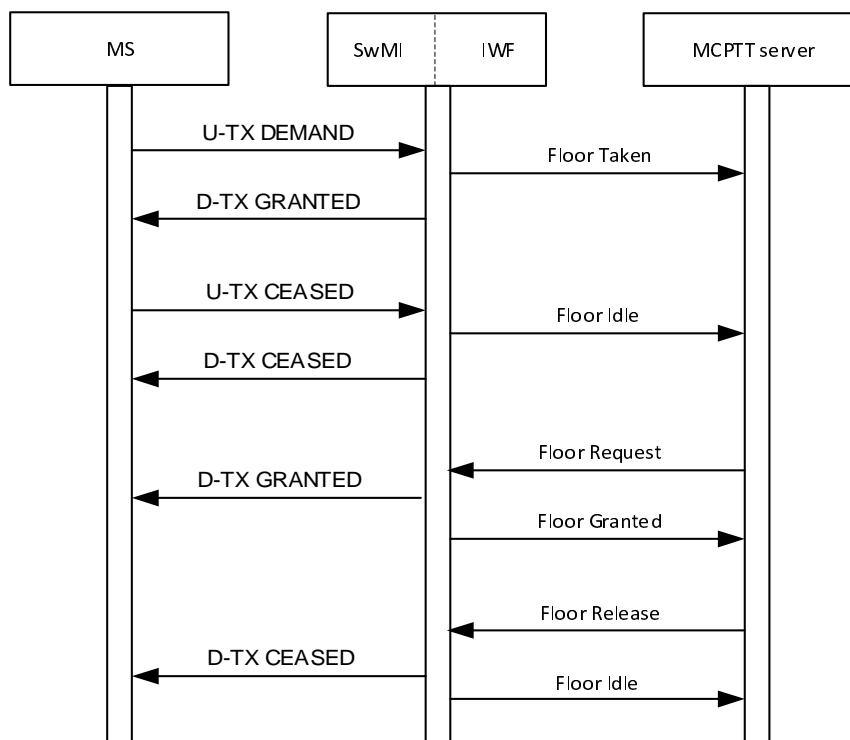 MS
SwMI
IWF
MCPTT server
U-TX DEMAND
Floor Taken
D-TX GRANTED
U-TX CEASED
Floor Idle
D-TX CEASED
Floor Request
D-TX GRANTED
Floor Granted
Floor Release
D-TX CEASED
Floor Idle